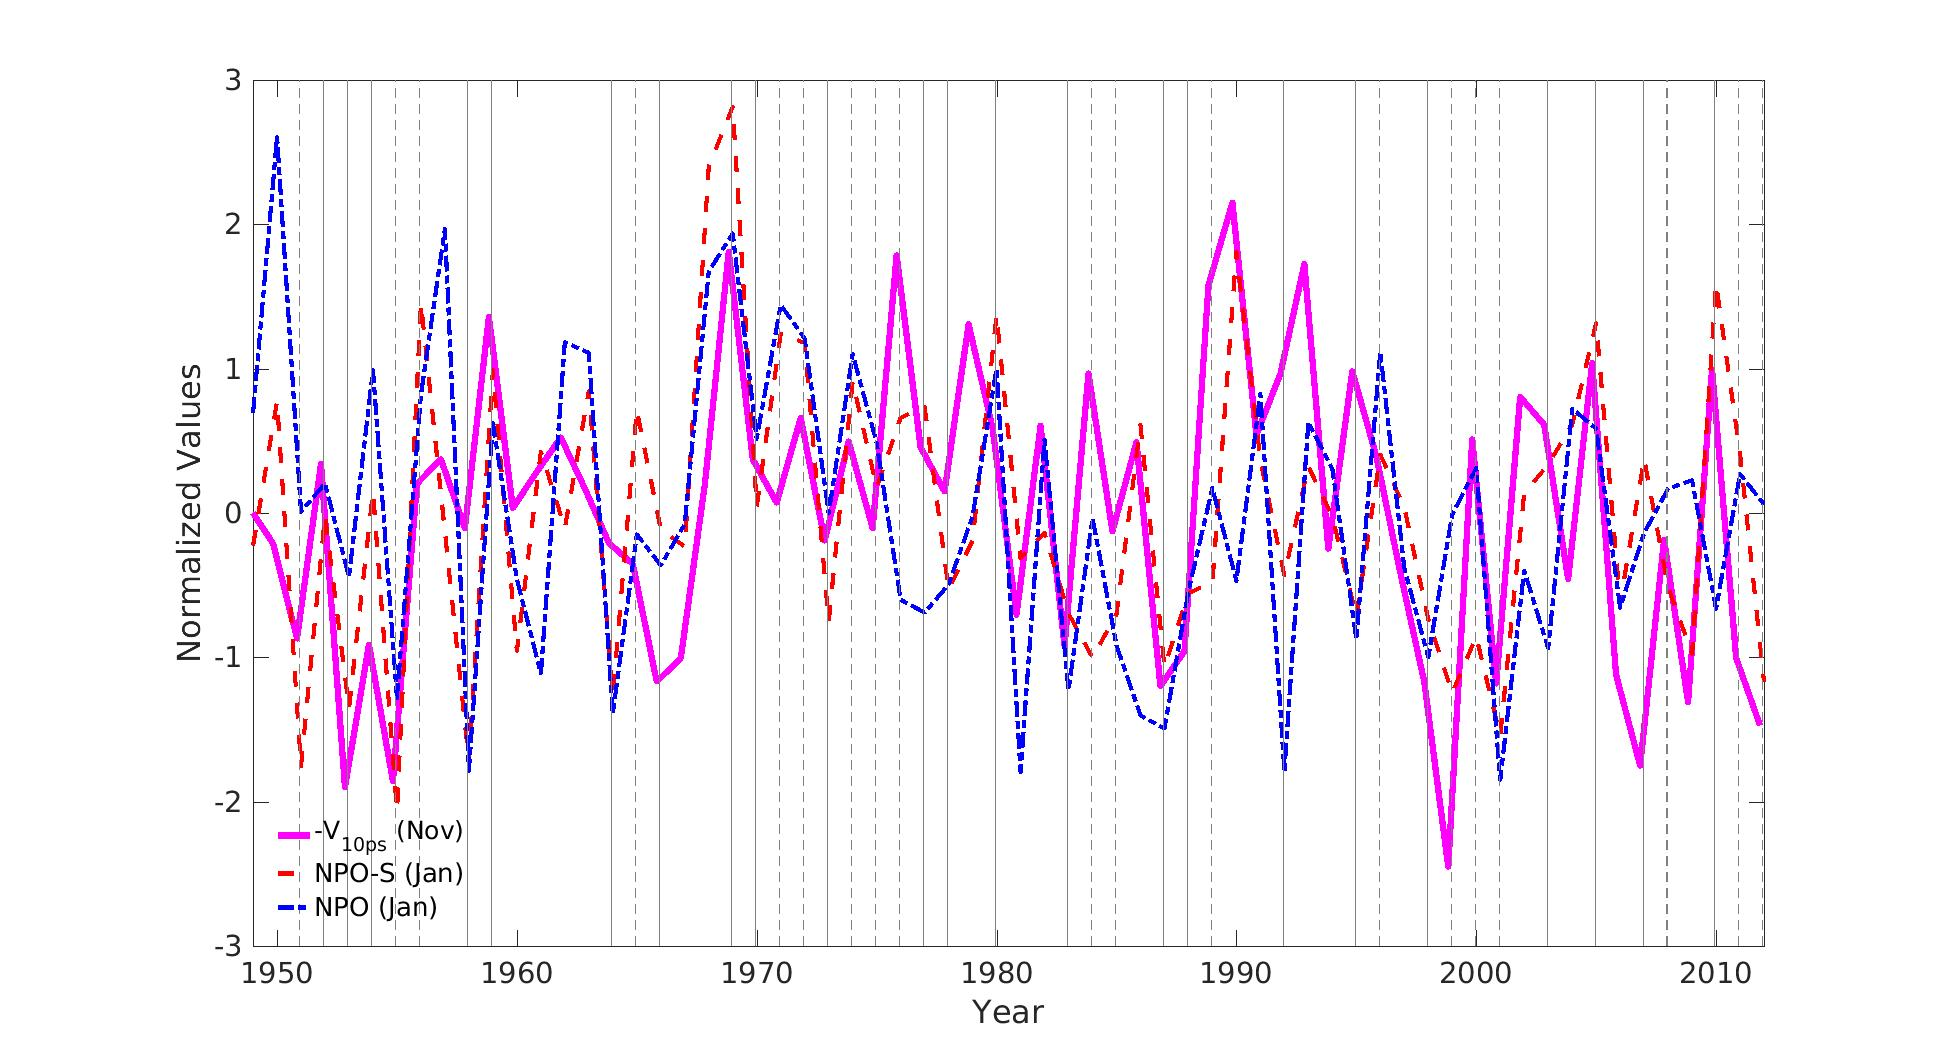 3
2
1
0
-1
-2
-3
Normalized Values
-V10ps (Nov)
NPO-S (Jan)
NPO (Jan)
1950 1960 1970 1980 1990 2000 2010
Year